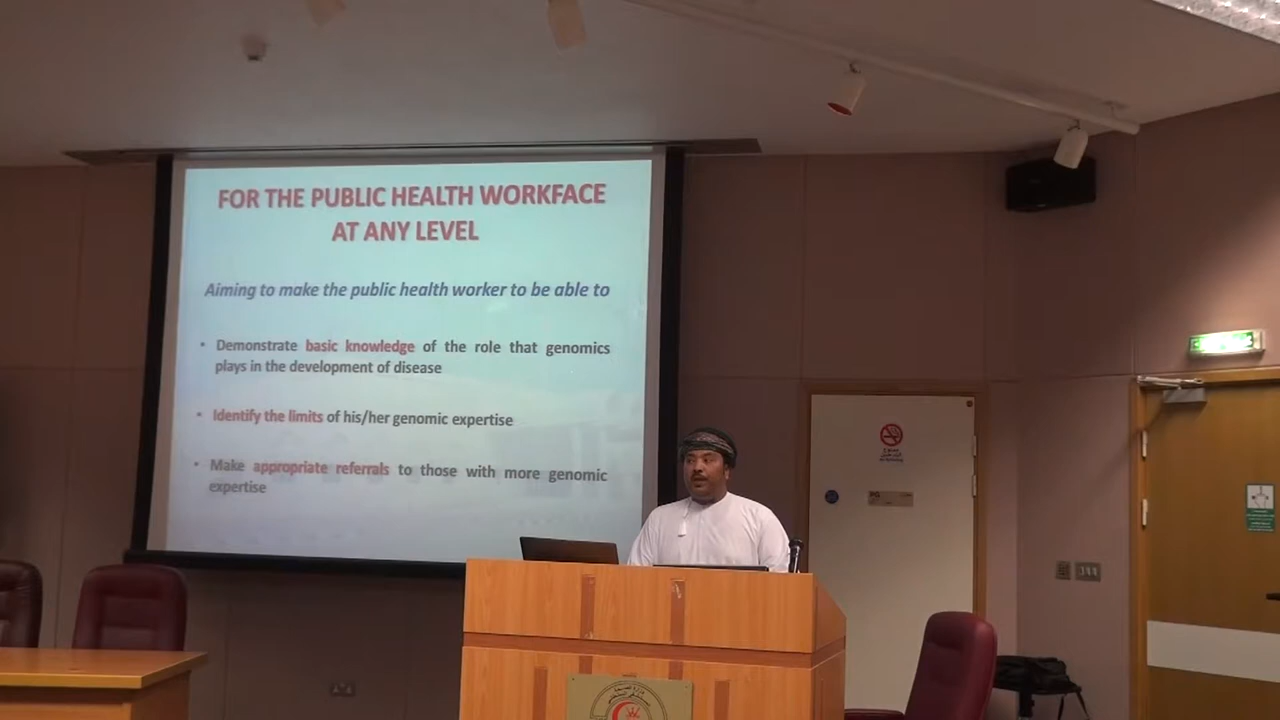 FOR THE PUBLIC HEALTH WORKFACE
AT ANY LEVEL
Aiming to make the public health worker to be able to
• Demonstrate basic knowledge of the role that genomics
plays in the development of disease
• Identify the limits of his/her genomic expertise
• Make appropriate referrals to those with more genomic
expertise
وزارة الصحة